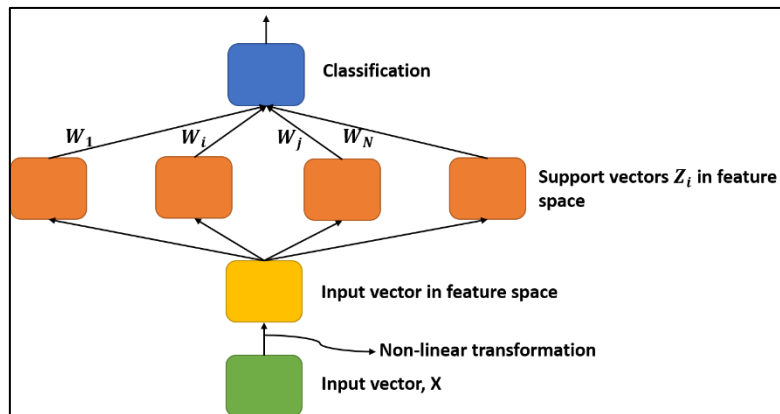 Classification
W₁ Wᵢ Wⱼ W_N
Support vectors Zᵢ in feature
space
Input vector in feature space
Non-linear transformation
Input vector, X